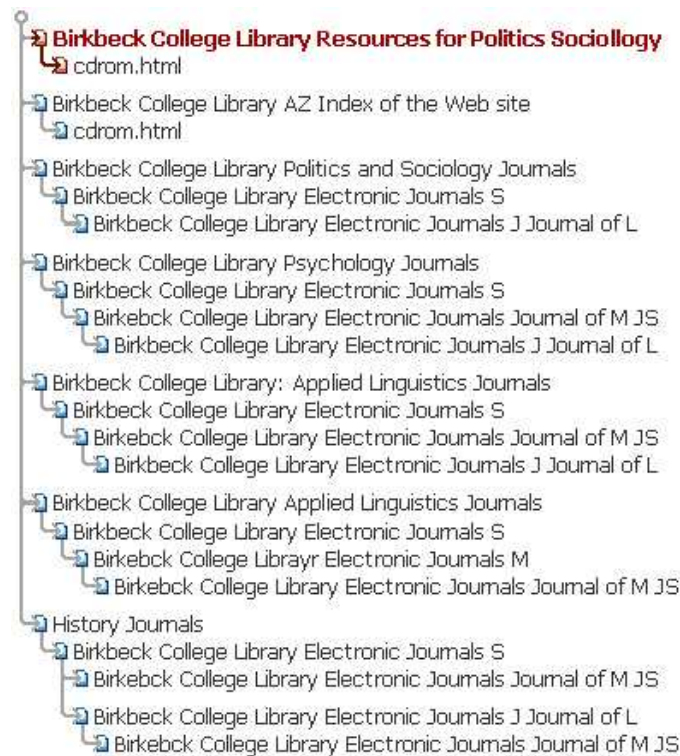 Birkbeck College Library Resources for Politics Sociollogy
cdrom.html
Birkbeck College Library AZ Index of the Web site
cdrom.html
Birkbeck College Library Politics and Sociology Journals
Birkbeck College Library Electronic Journals S
Birkbeck College Library Electronic Journals J Journal of L
Birkbeck College Library Psychology Journals
Birkbeck College Library Electronic Journals S
Birkebck College Library Electronic Journals Journal of M JS
Birkbeck College Library Electronic Journals J Journal of L
Birkbeck College Library: Applied Linguistics Journals
Birkbeck College Library Electronic Journals S
Birkebck College Library Electronic Journals Journal of M JS
Birkbeck College Library Electronic Journals J Journal of L
Birkbeck College Library Applied Linguistics Journals
Birkbeck College Library Electronic Journals S
Birkebck College Librayr Electronic Journals M
Birkebck College Library Electronic Journals Journal of M JS
History Journals
Birkbeck College Library Electronic Journals S
Birkebck College Library Electronic Journals Journal of M JS
Birkbeck College Library Electronic Journals J Journal of L
Birkebck College Library Electronic Journals Journal of M JS